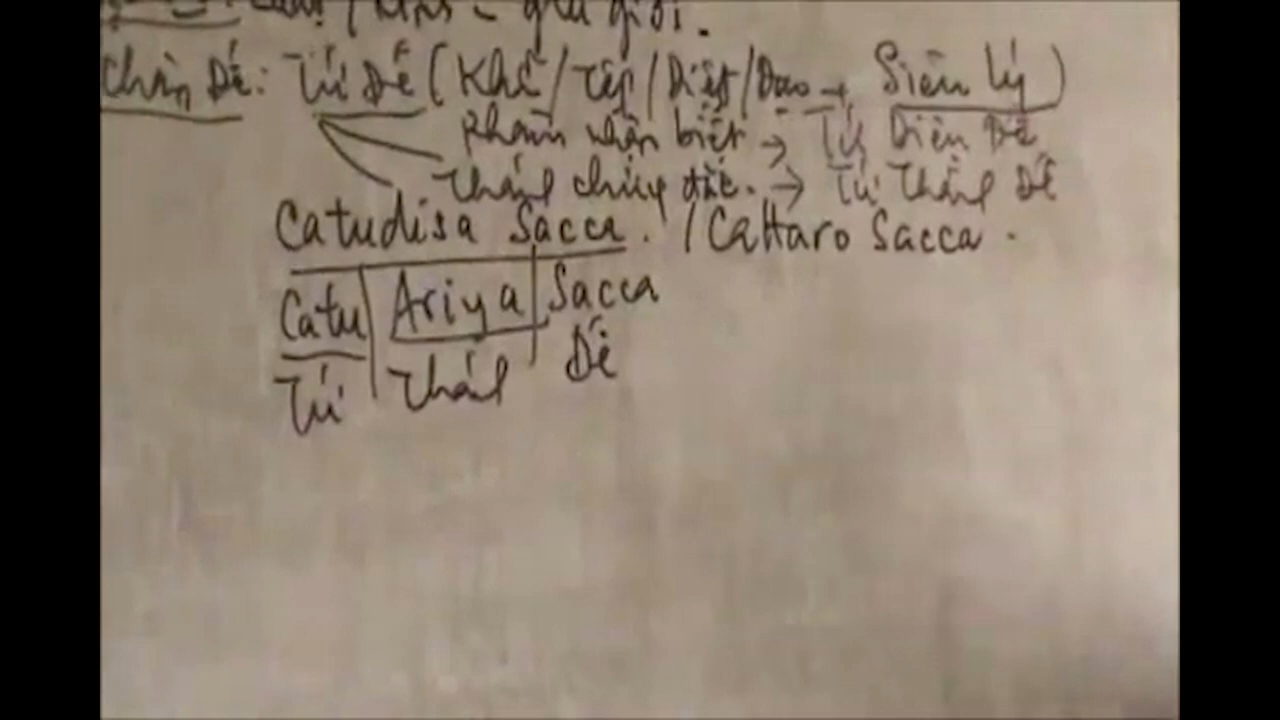 Chân Đế: Tứ Đế (Khổ/Tập/Diệt/Đạo → Siêu lý)
Phàm nhận biết → Tứ Diệu Đế
Thánh chứng đắc. → Tứ Thánh Đế
Catudisa Sacca. / Cattaro Sacca.
Catu | Ariya | Sacca
Tứ Thánh Đế